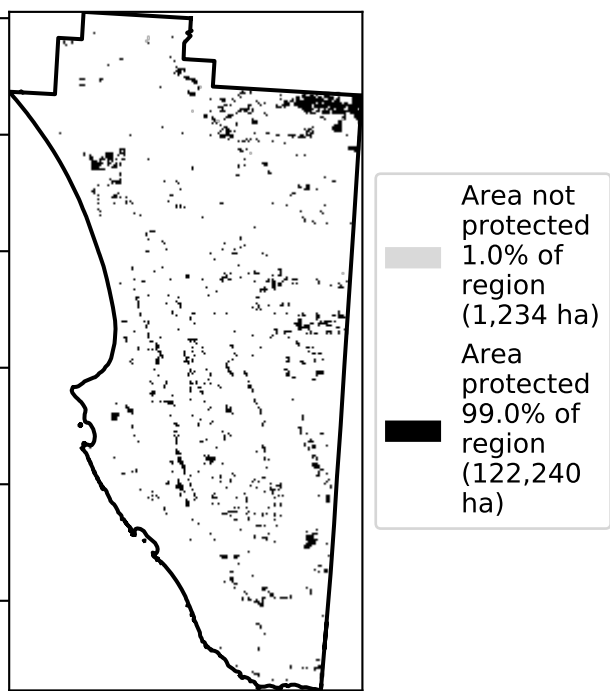 Area not
protected
1.0% of
region
(1,234 ha)
Area
protected
99.0% of
region
(122,240
ha)